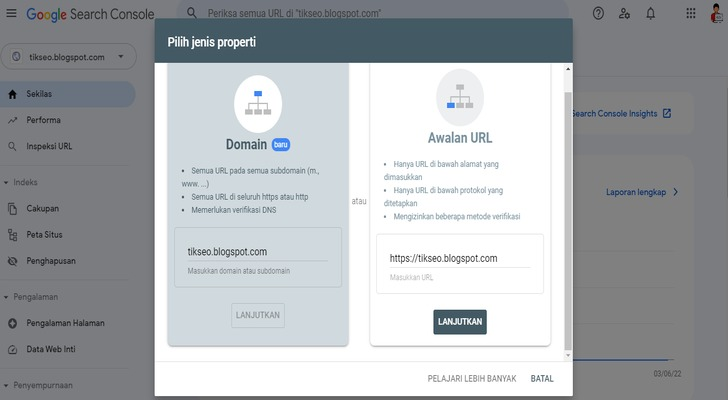 Google Search Console
Periksa semua URL di "tikseo.blogspot.com"
tikseo.blogspot.com
Sekilas
Performa
Inspeksi URL
Indeks
Cakupan
Peta Situs
Penghapusan
Pengalaman
Pengalaman Halaman
Data Web Inti
Penyempurnaan
Pilih jenis properti
Domain baru
Semua URL pada semua subdomain (m.,
www. ...)
Semua URL di seluruh https atau http
Memerlukan verifikasi DNS
tikseo.blogspot.com
Masukkan domain atau subdomain
LANJUTKAN
atau
Awalan URL
Hanya URL di bawah alamat yang
dimasukkan
Hanya URL di bawah protokol yang
ditetapkan
Mengizinkan beberapa metode verifikasi
https://tikseo.blogspot.com
Masukkan URL
LANJUTKAN
PELAJARI LEBIH BANYAK
BATAL
Search Console Insights
Laporan lengkap
03/06/22